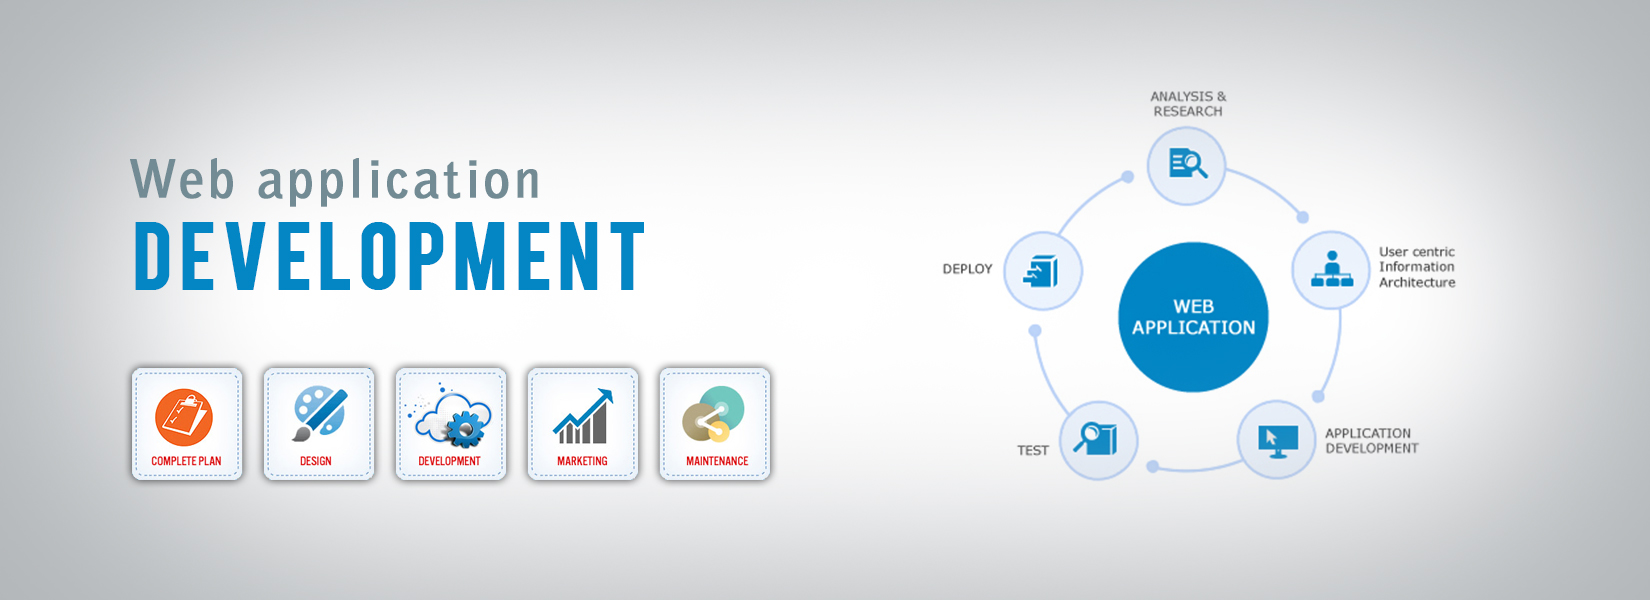 Web application
DEVELOPMENT
COMPLETE PLAN
DESIGN
DEVELOPMENT
MARKETING
MAINTENANCE
ANALYSIS &
RESEARCH
User centric
Information
Architecture
APPLICATION
DEVELOPMENT
TEST
DEPLOY
WEB
APPLICATION